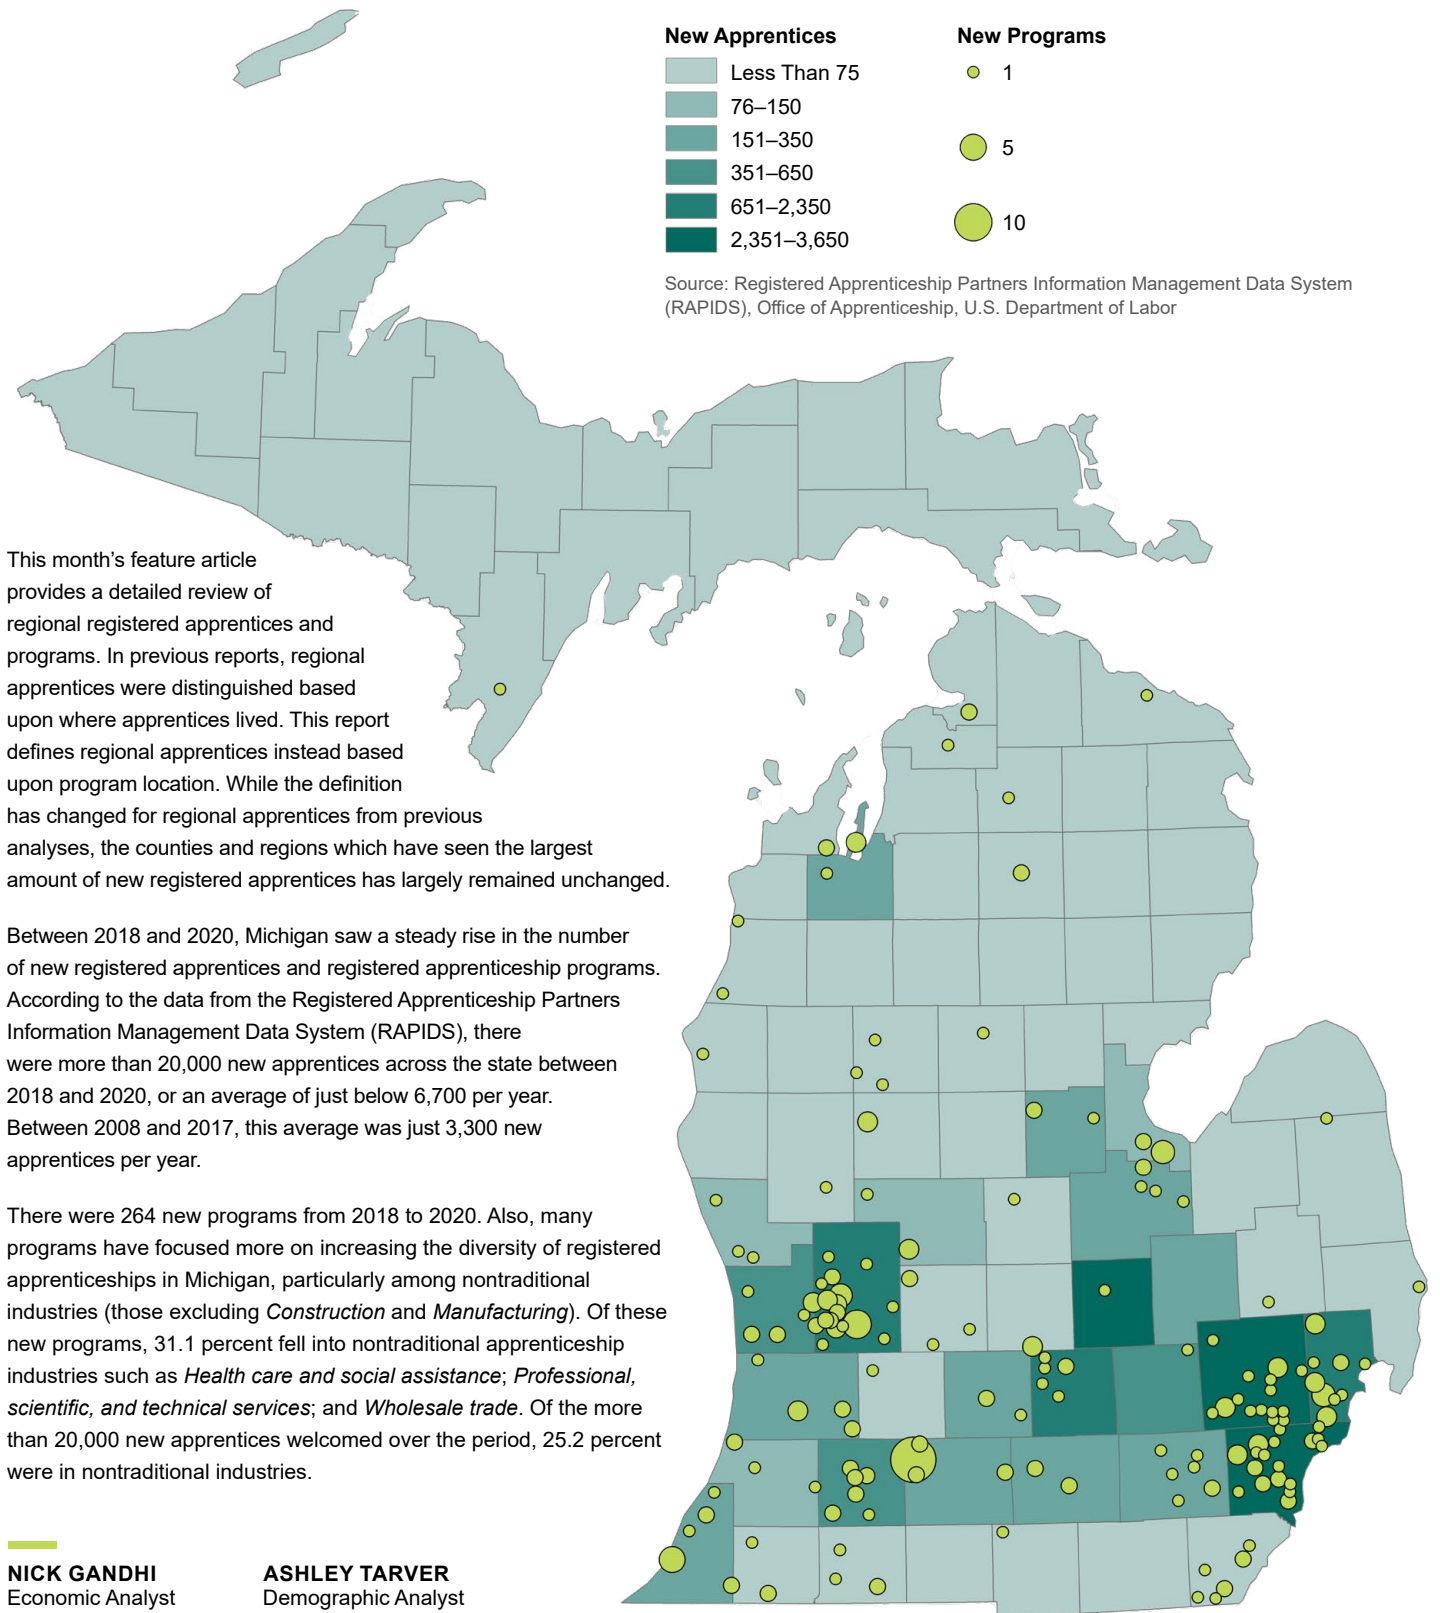 New Apprentices
Less Than 75
76–150
151–350
351–650
651–2,350
2,351–3,650
New Programs
1
5
10
Source: Registered Apprenticeship Partners Information Management Data System
(RAPIDS), Office of Apprenticeship, U.S. Department of Labor
This month’s feature article
provides a detailed review of
regional registered apprentices and
programs. In previous reports, regional
apprentices were distinguished based
upon where apprentices lived. This report
defines regional apprentices instead based
upon program location. While the definition
has changed for regional apprentices from previous
analyses, the counties and regions which have seen the largest
amount of new registered apprentices has largely remained unchanged.
Between 2018 and 2020, Michigan saw a steady rise in the number
of new registered apprentices and registered apprenticeship programs.
According to the data from the Registered Apprenticeship Partners
Information Management Data System (RAPIDS), there
were more than 20,000 new apprentices across the state between
2018 and 2020, or an average of just below 6,700 per year.
Between 2008 and 2017, this average was just 3,300 new
apprentices per year.
There were 264 new programs from 2018 to 2020. Also, many
programs have focused more on increasing the diversity of registered
apprenticeships in Michigan, particularly among nontraditional
industries (those excluding Construction and Manufacturing). Of these
new programs, 31.1 percent fell into nontraditional apprenticeship
industries such as Health care and social assistance; Professional,
scientific, and technical services; and Wholesale trade. Of the more
than 20,000 new apprentices welcomed over the period, 25.2 percent
were in nontraditional industries.
NICK GANDHI
Economic Analyst
ASHLEY TARVER
Demographic Analyst